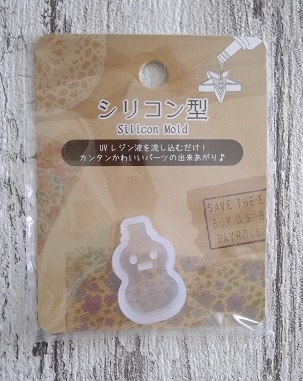 シリコン型
Silicon Mold
UVレジン液を流し込むだけ!
カンタンかわいいパーツの出来あがり♪
SAVE THE E
BUY U.S. B
PAYROLL